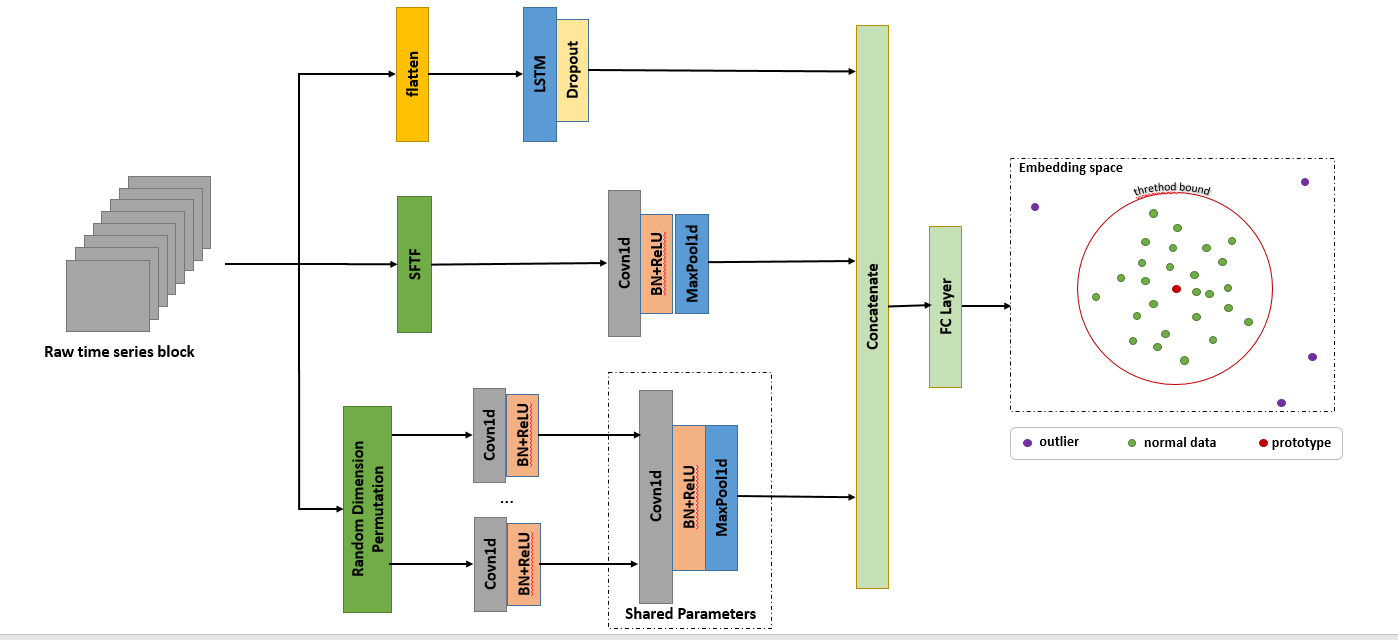 flatten
LSTM
Dropout
Raw time series block
SFTF
Covn1d
BN+ReLU
MaxPool1d
Random Dimension
Permutation
Covn1d
BN+ReLU
...
Covn1d
BN+ReLU
Covn1d
BN+ReLU
MaxPool1d
Shared Parameters
Concatenate
FC Layer
Embedding space
threthod bound
outlier
normal data
prototype